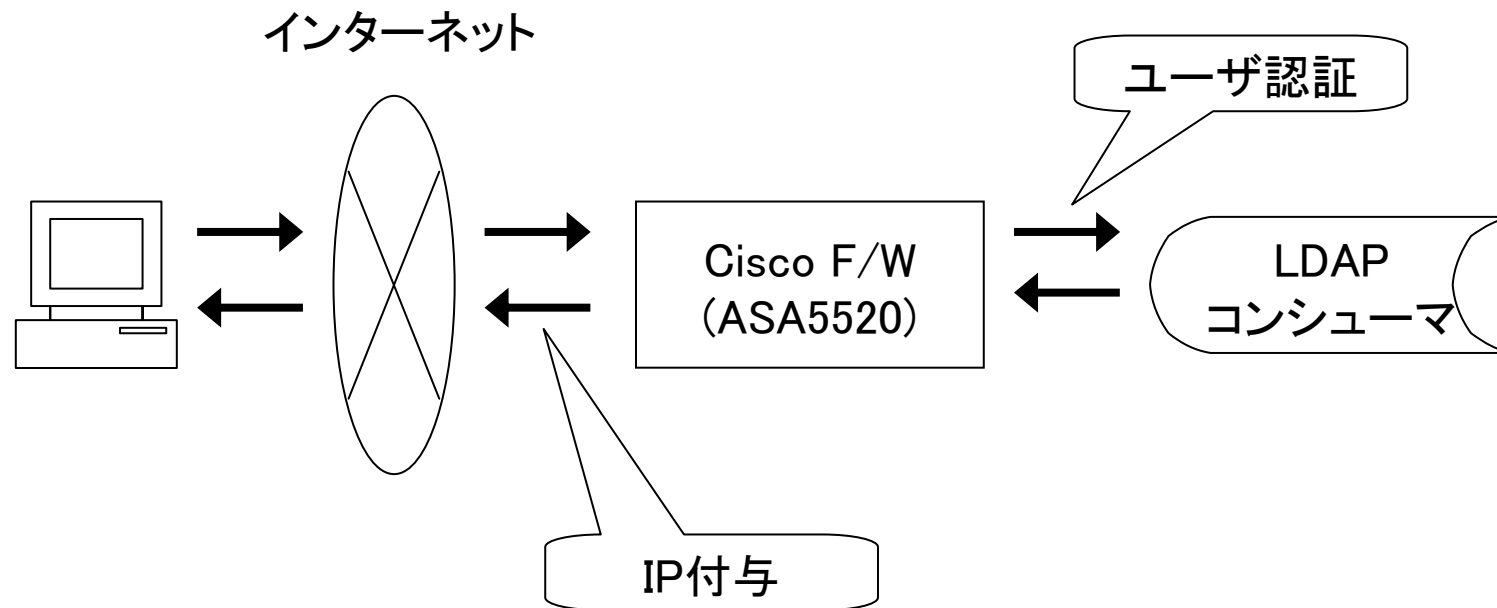 インターネット
ユーザ認証
Cisco F/W
(ASA5520)
LDAP
コンシューマ
IP付与